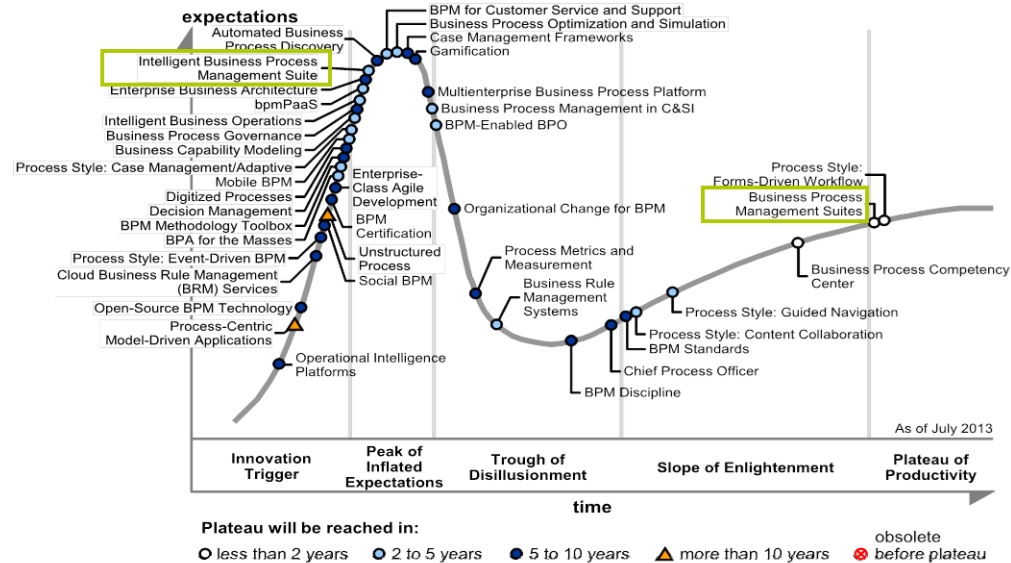 expectations
BPM for Customer Service and Support
Business Process Optimization and Simulation
Case Management Frameworks
Gamification
Automated Business
Process Discovery
Intelligent Business Process
Management Suite
Enterprise Business Architecture
bpmPaaS
Intelligent Business Operations
Business Process Governance
Business Capability Modeling
Process Style: Case Management/Adaptive
Mobile BPM
Digitized Processes
Decision Management
BPM Methodology Toolbox
BPA for the Masses
Process Style: Event-Driven BPM
Cloud Business Rule Management
(BRM) Services
Open-Source BPM Technology
Process-Centric
Model-Driven Applications
Operational Intelligence
Platforms
Enterprise-
Class Agile
Development
BPM
Certification
Unstructured
Process
Social BPM
Multienterprise Business Process Platform
Business Process Management in C&SI
BPM-Enabled BPO
Organizational Change for BPM
Process Metrics and
Measurement
Business Rule
Management
Systems
BPM Discipline
Chief Process Officer
BPM Standards
Process Style: Content Collaboration
Process Style: Guided Navigation
Business Process Competency
Center
Process Style:
Forms-Driven Workflow
Business Process
Management Suites
As of July 2013
Innovation
Trigger
Peak of
Inflated
Expectations
Trough of
Disillusionment
Slope of Enlightenment
Plateau of
Productivity
time
Plateau will be reached in:
less than 2 years
2 to 5 years
5 to 10 years
more than 10 years
obsolete
before plateau